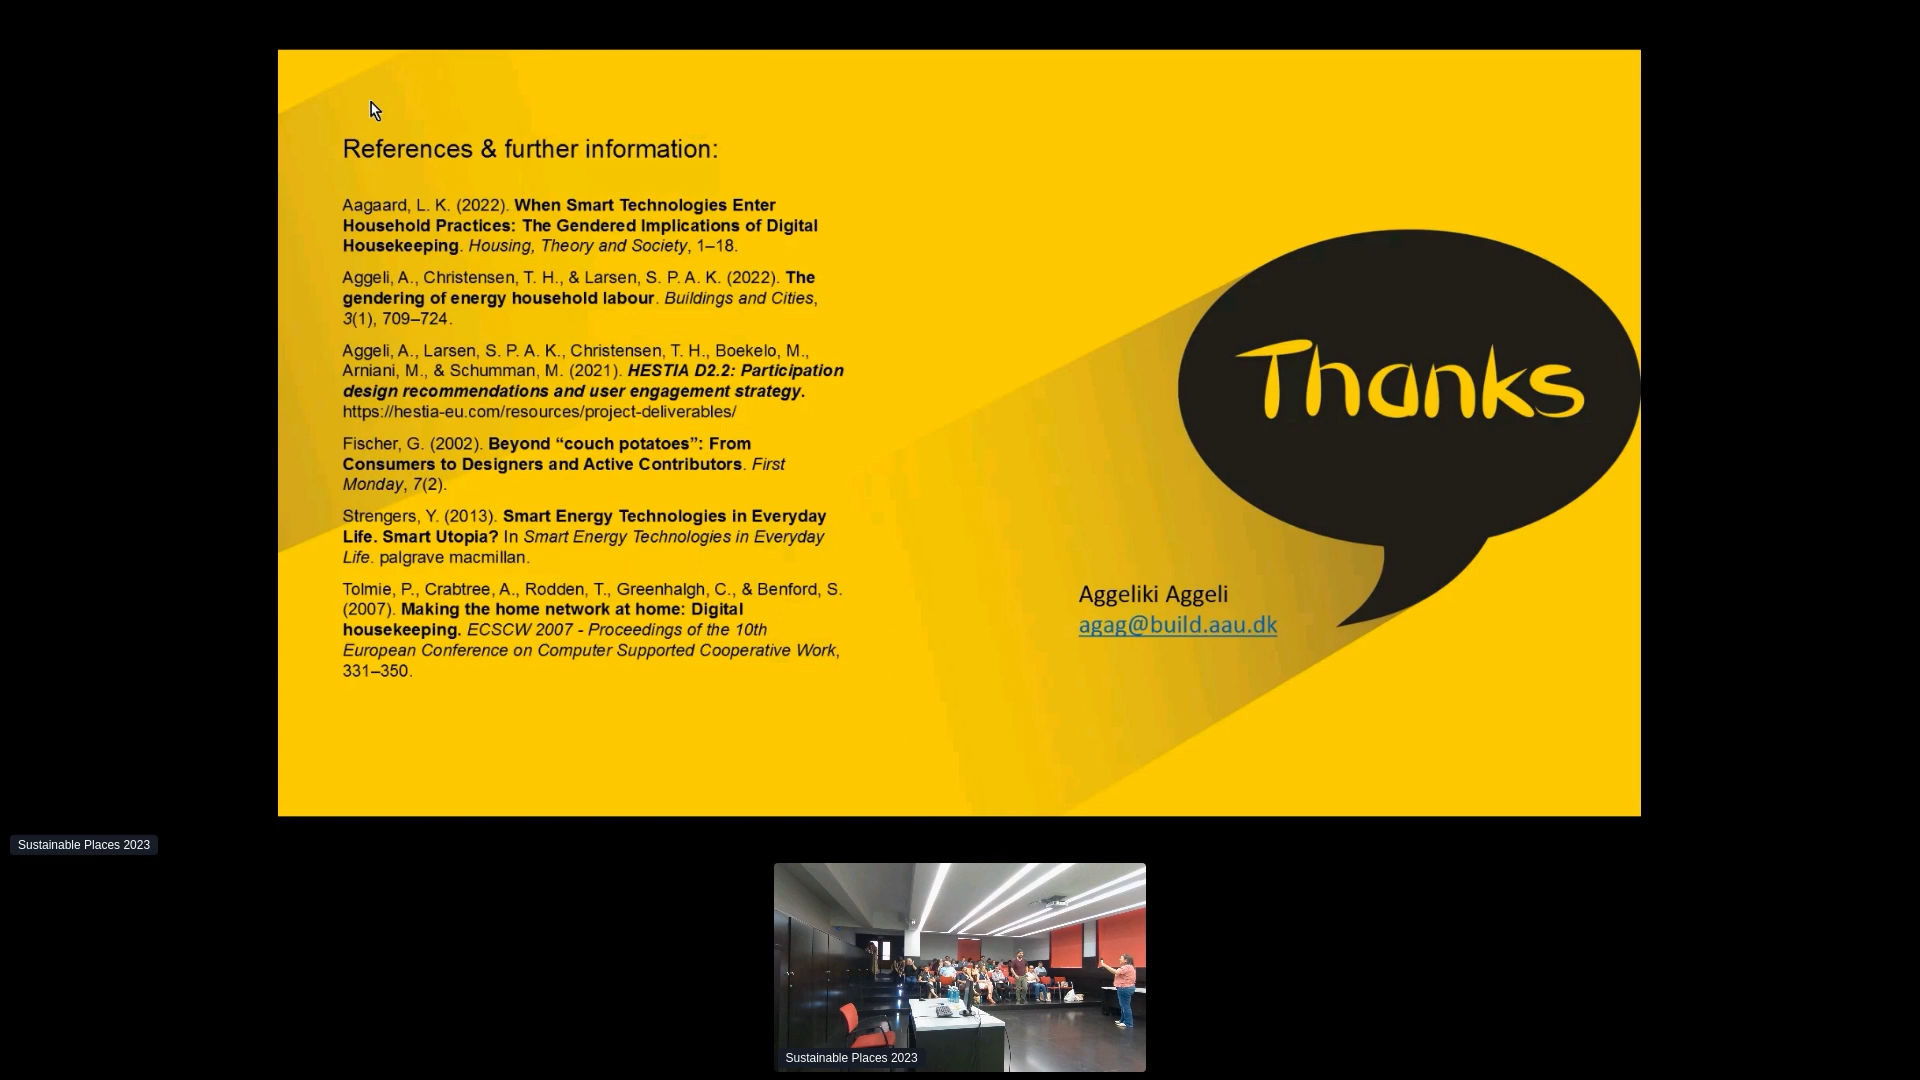 References & further information:
Aagaard, L. K. (2022). When Smart Technologies Enter
Household Practices: The Gendered Implications of Digital
Housekeeping. Housing, Theory and Society, 1–18.
Aggeli, A., Christensen, T. H., & Larsen, S. P. A. K. (2022). The
gendering of energy household labour. Buildings and Cities,
3(1), 709–724.
Aggeli, A., Larsen, S. P. A. K., Christensen, T. H., Boekelo, M.,
Arniani, M., & Schumman, M. (2021). HESTIA D2.2: Participation
design recommendations and user engagement strategy.
https://hestia-eu.com/resources/project-deliverables/
Fischer, G. (2002). Beyond “couch potatoes”: From
Consumers to Designers and Active Contributors. First
Monday, 7(2).
Strengers, Y. (2013). Smart Energy Technologies in Everyday
Life. Smart Utopia? In Smart Energy Technologies in Everyday
Life. palgrave macmillan.
Tolmie, P., Crabtree, A., Rodden, T., Greenhalgh, C., & Benford, S.
(2007). Making the home network at home: Digital
housekeeping. ECSCW 2007 - Proceedings of the 10th
European Conference on Computer Supported Cooperative Work,
331–350.
Thanks
Aggeliki Aggeli
agag@build.aau.dk
Sustainable Places 2023
Sustainable Places 2023